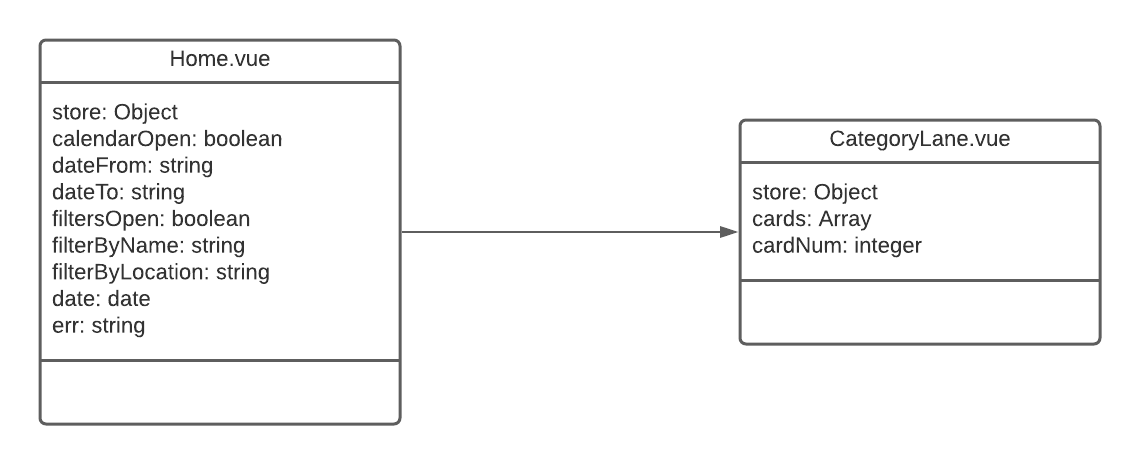 Home.vue
store: Object
calendarOpen: boolean
dateFrom: string
dateTo: string
filtersOpen: boolean
filterByName: string
filterByLocation: string
date: date
err: string
CategoryLane.vue
store: Object
cards: Array
cardNum: integer